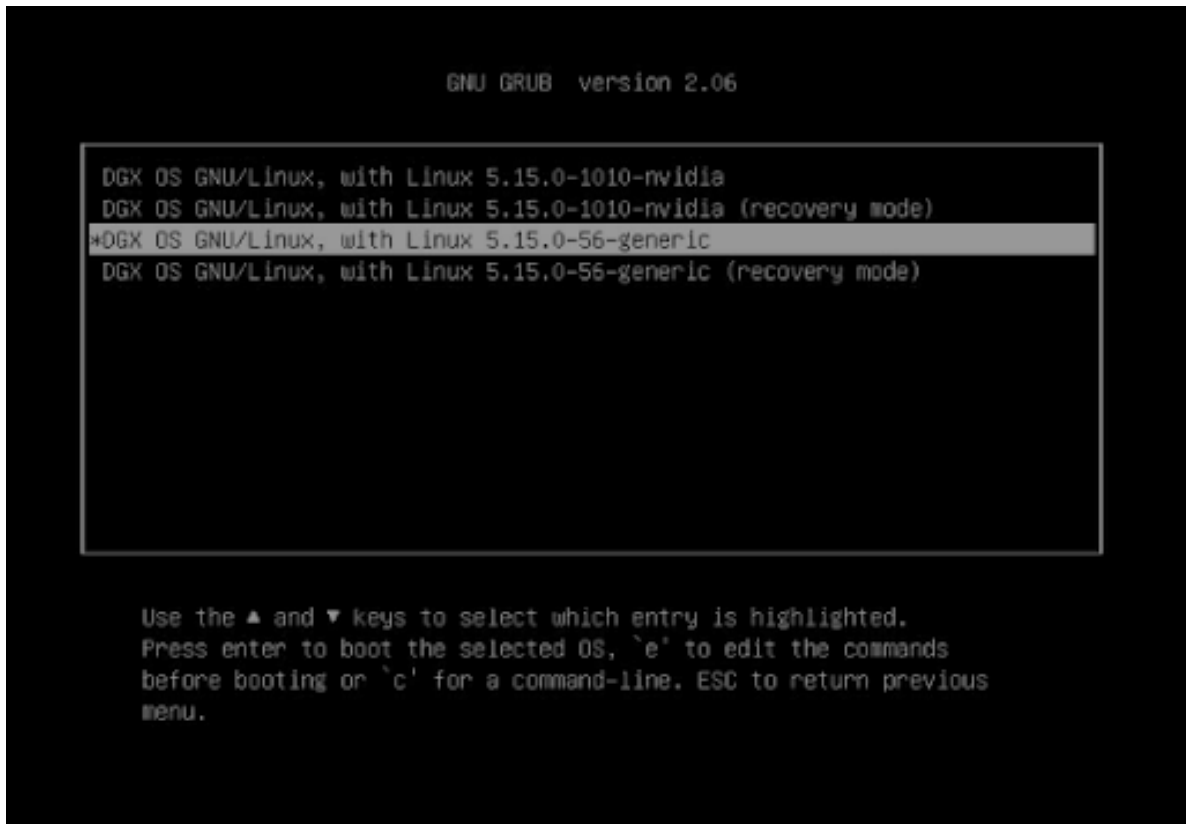 GNU GRUB  version 2.06
DGX OS GNU/Linux, with Linux 5.15.0-1010-nvidia
DGX OS GNU/Linux, with Linux 5.15.0-1010-nvidia (recovery mode)
*DGX OS GNU/Linux, with Linux 5.15.0-56-generic
DGX OS GNU/Linux, with Linux 5.15.0-56-generic (recovery mode)
Use the ▲ and ▼ keys to select which entry is highlighted.
Press enter to boot the selected OS, `e' to edit the commands
before booting or `c' for a command-line. ESC to return previous
menu.